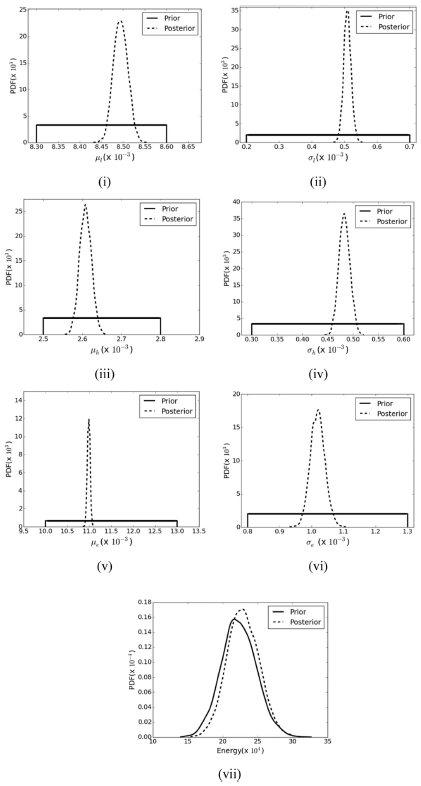 25
20
15
10
5
0
PDF(x 10³)
Prior
Posterior
8.30 8.35 8.40 8.45 8.50 8.55 8.60 8.65
μ_l (x 10⁻³)
(i)
35
30
25
20
15
10
5
0
PDF(x 10³)
Prior
Posterior
0.2 0.3 0.4 0.5 0.6 0.7
σ_l (x 10⁻³)
(ii)
25
20
15
10
5
0
PDF(x 10³)
Prior
Posterior
2.5 2.6 2.7 2.8 2.9
μ_h (x 10⁻³)
(iii)
40
35
30
25
20
15
10
5
0
PDF(x 10³)
Prior
Posterior
0.30 0.40 0.50 0.60
σ_h (x 10⁻³)
(iv)
14
12
10
8
6
4
2
0
PDF(x 10³)
Prior
Posterior
9.5 10.0 10.5 11.0 11.5 12.0 12.5 13.0 13.5
μ_e (x 10⁻³)
(v)
20
15
10
5
0
PDF(x 10³)
Prior
Posterior
0.8 0.9 1.0 1.1 1.2 1.3
σ_e (x 10⁻³)
(vi)
0.18
0.16
0.14
0.12
0.10
0.08
0.06
0.04
0.02
0.00
PDF(x 10⁻⁴)
Prior
Posterior
10 15 20 25 30 35
Energy(x 10⁴)
(vii)